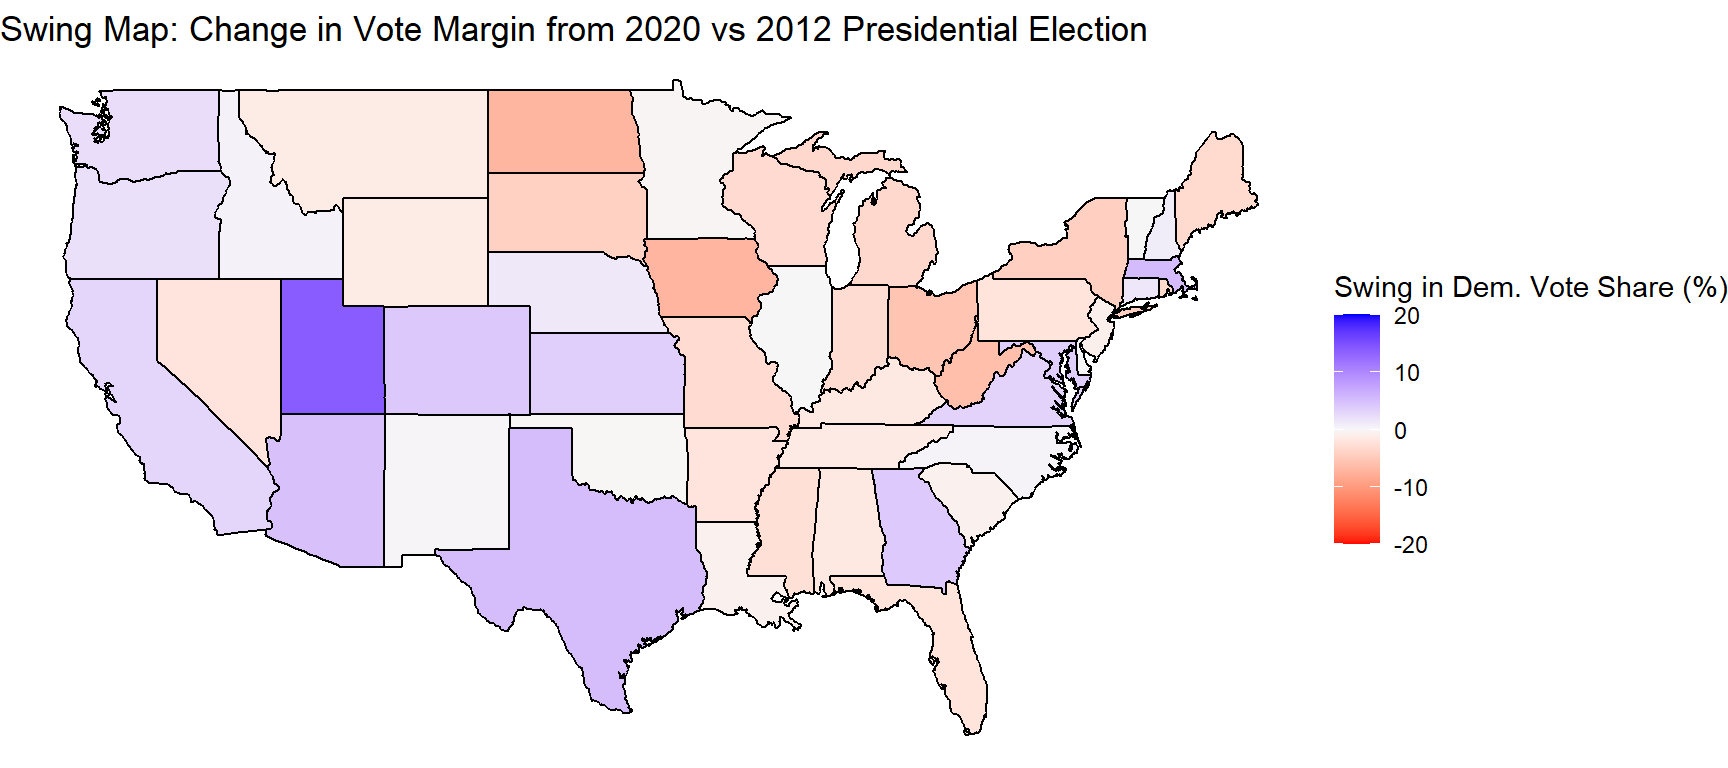 Swing Map: Change in Vote Margin from 2020 vs 2012 Presidential Election
Swing in Dem. Vote Share (%)
20
10
0
-10
-20